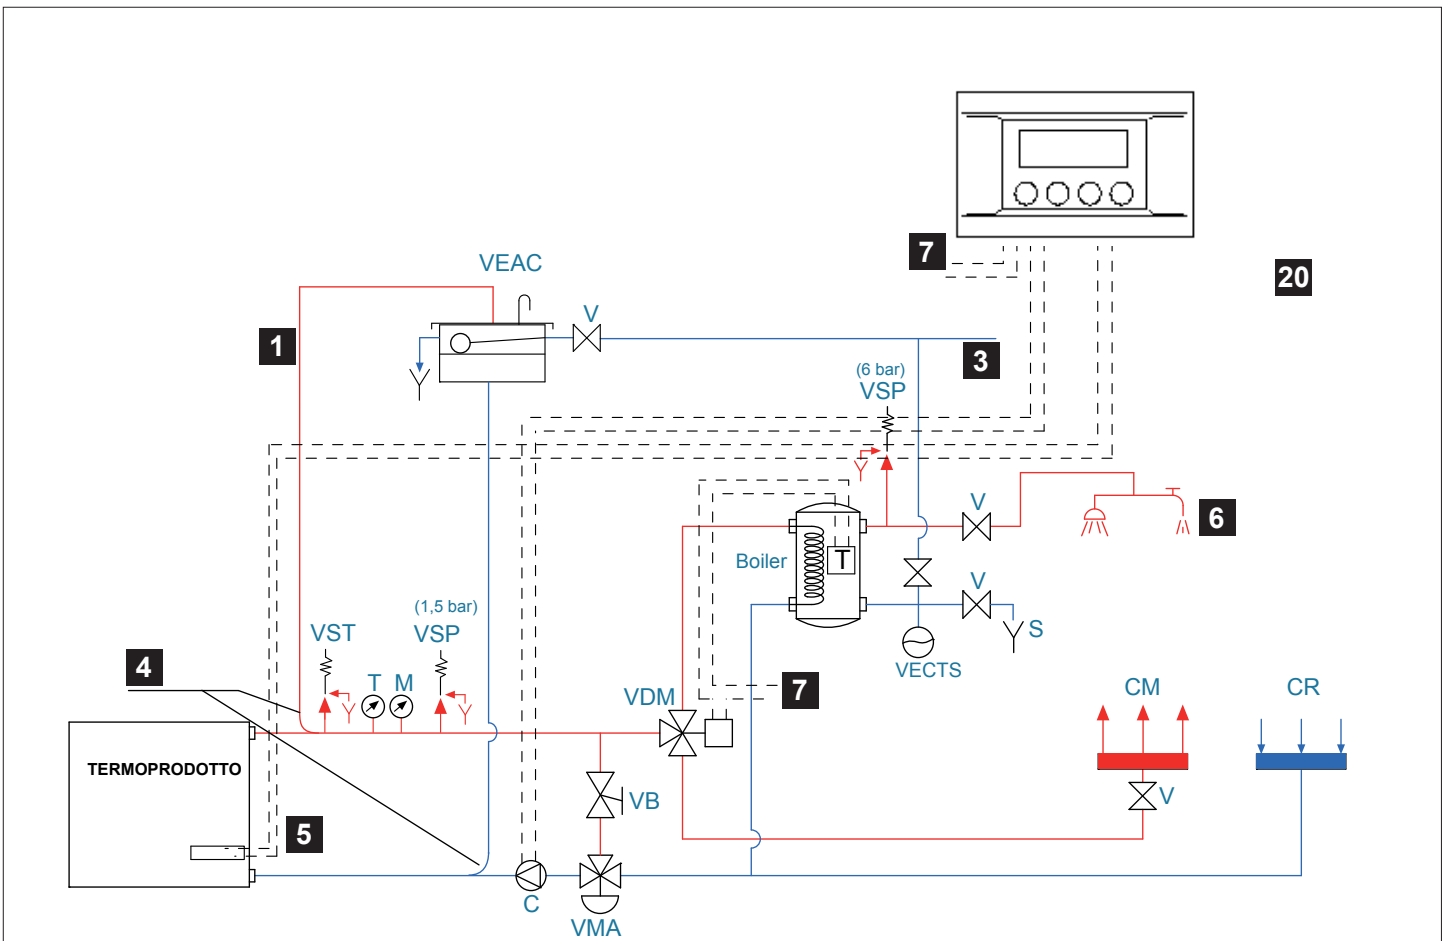 7
20
VEAC
V
1
3
(6 bar)
VSP
V
6
Boiler
T
V
(1,5 bar)
VST
VSP
S
VECTS
4
T
M
VDM
7
CM
CR
TERMOPRODOTTO
VB
V
5
C
VMA